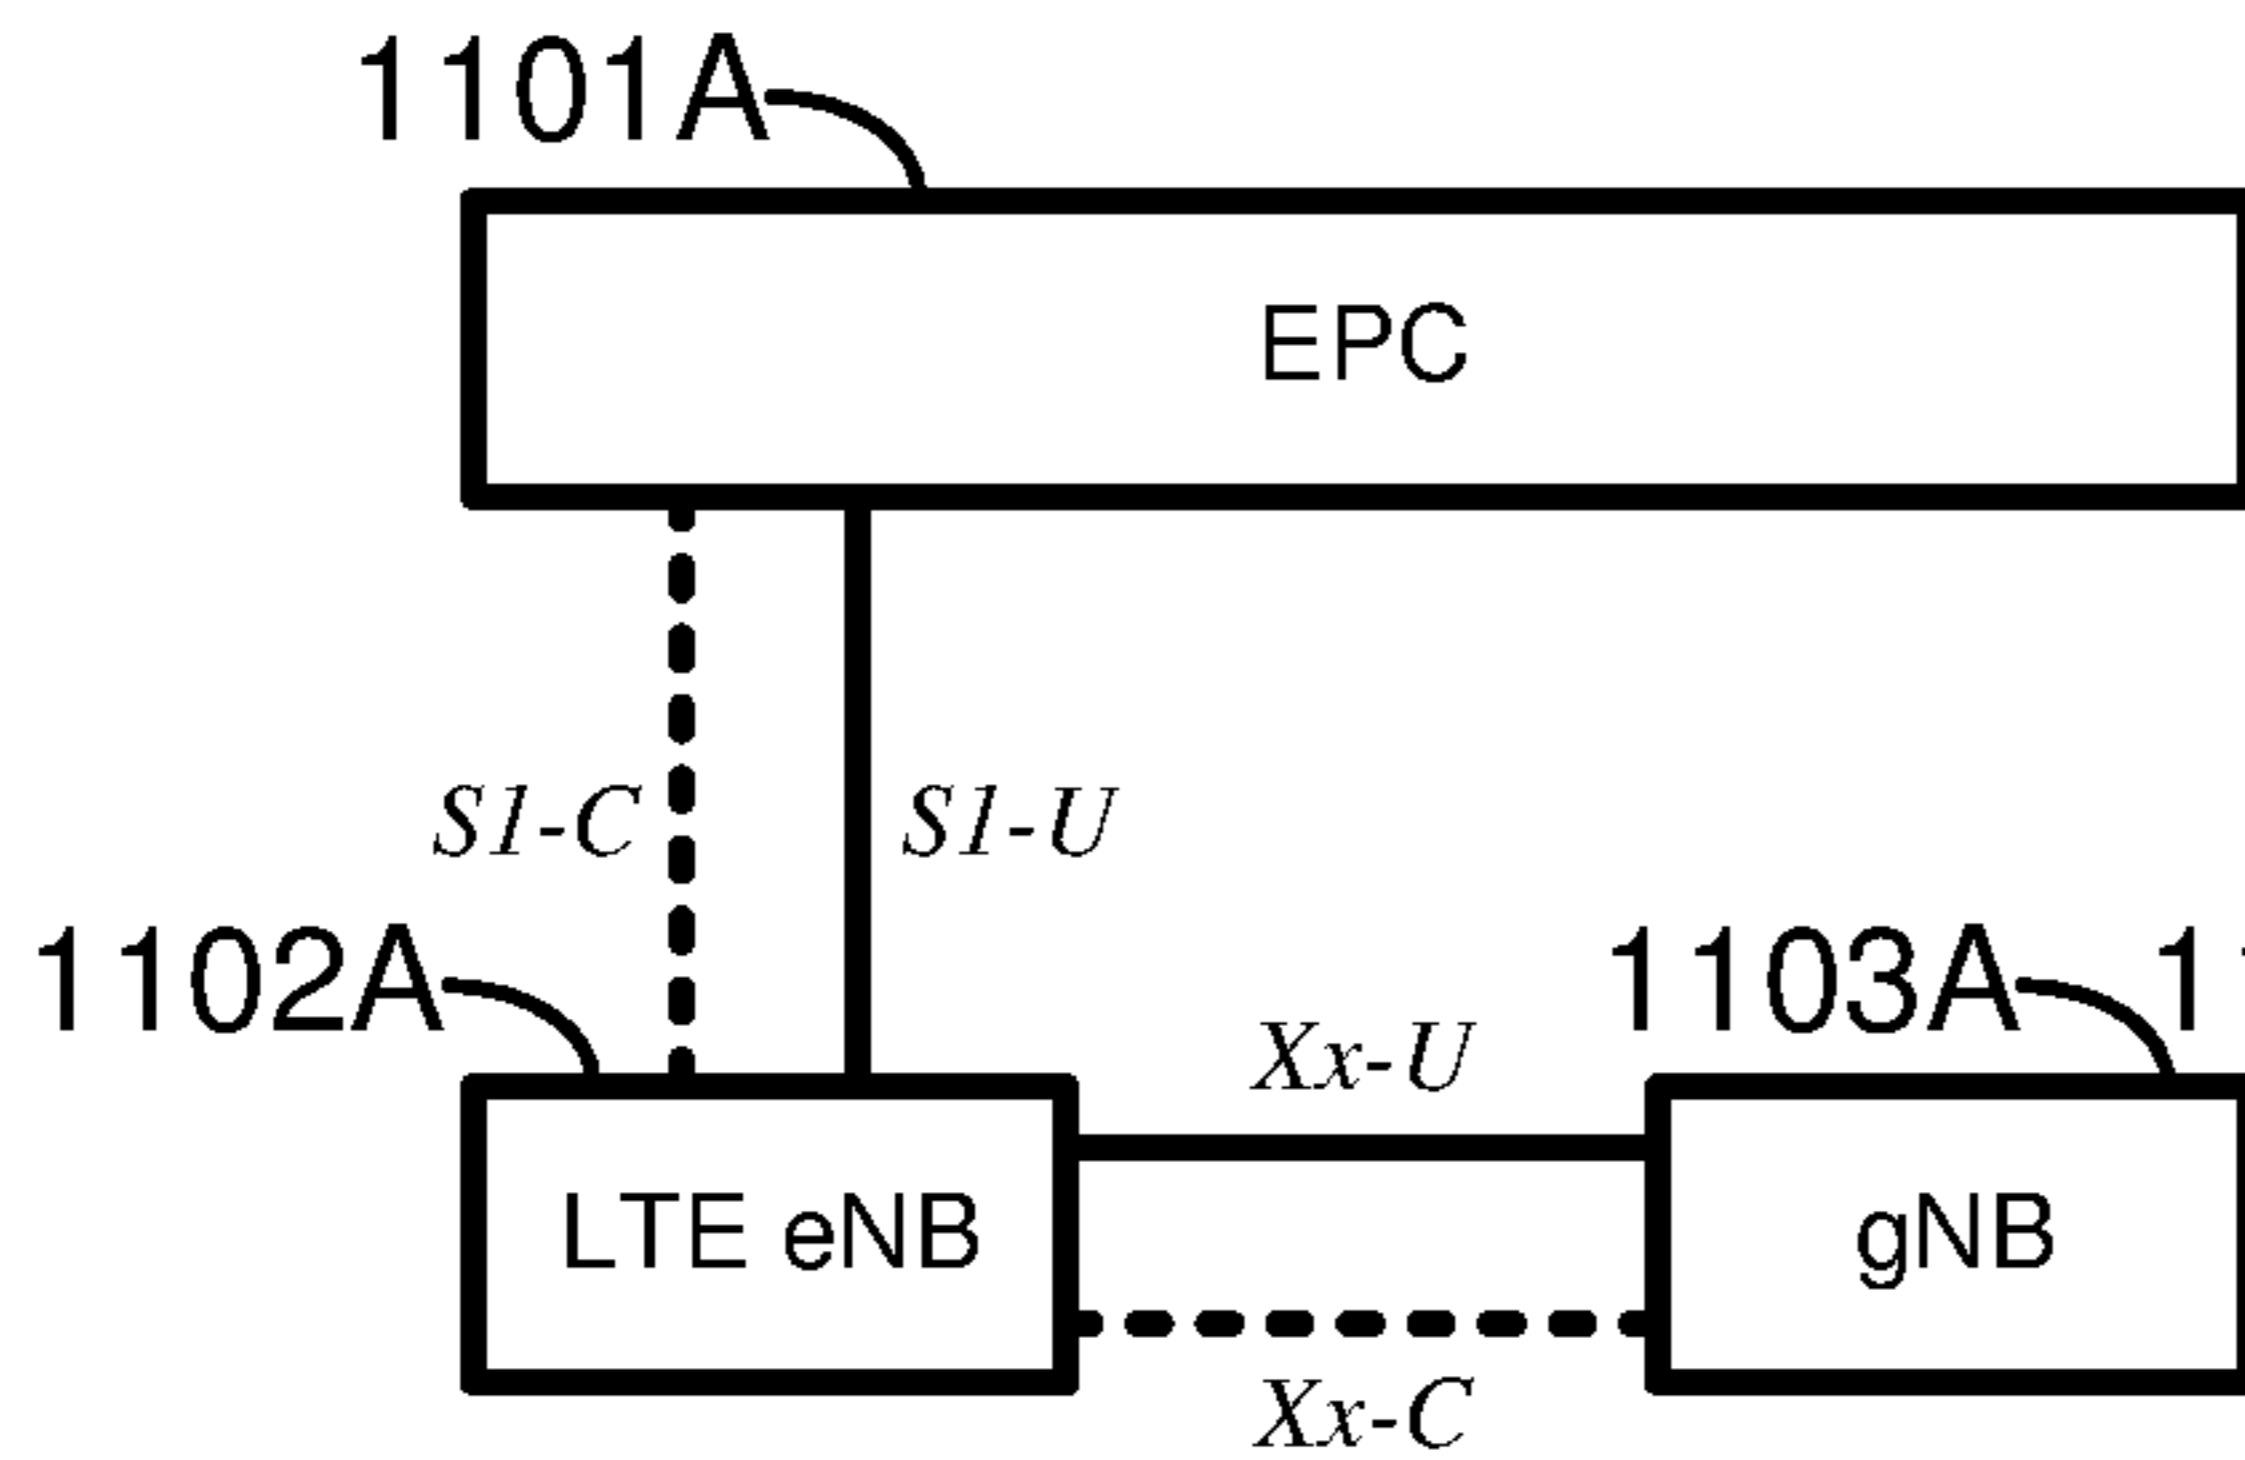 1101A
EPC
S1-C
S1-U
1102A
1103A
Xx-U
LTE eNB
gNB
Xx-C